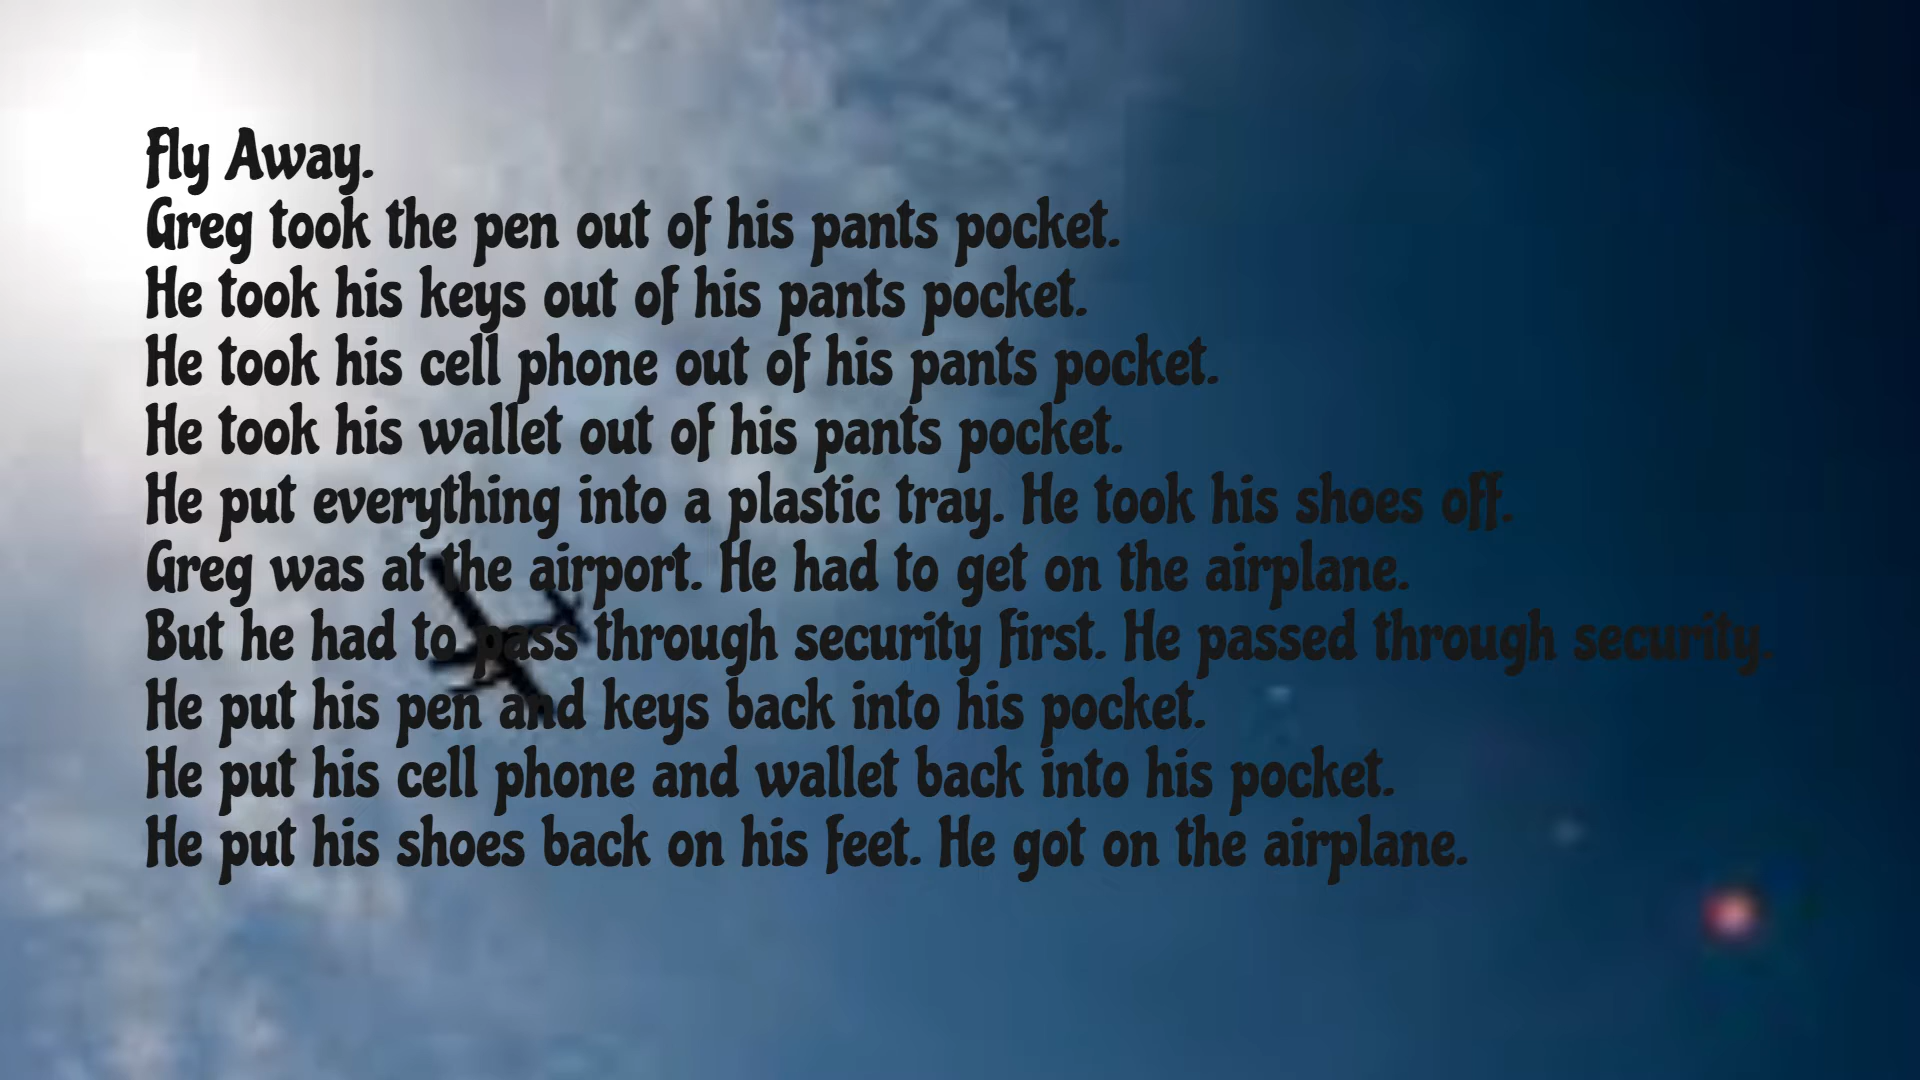 Fly Away.
Greg took the pen out of his pants pocket.
He took his keys out of his pants pocket.
He took his cell phone out of his pants pocket.
He took his wallet out of his pants pocket.
He put everything into a plastic tray. He took his shoes off.
Greg was at the airport. He had to get on the airplane.
But he had to pass through security first. He passed through security.
He put his pen and keys back into his pocket.
He put his cell phone and wallet back into his pocket.
He put his shoes back on his feet. He got on the airplane.